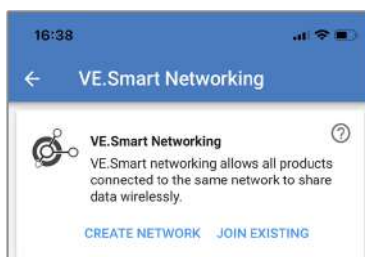 16:38
VE.Smart Networking
VE.Smart Networking
VE.Smart networking allows all products
connected to the same network to share
data wirelessly.
CREATE NETWORK JOIN EXISTING